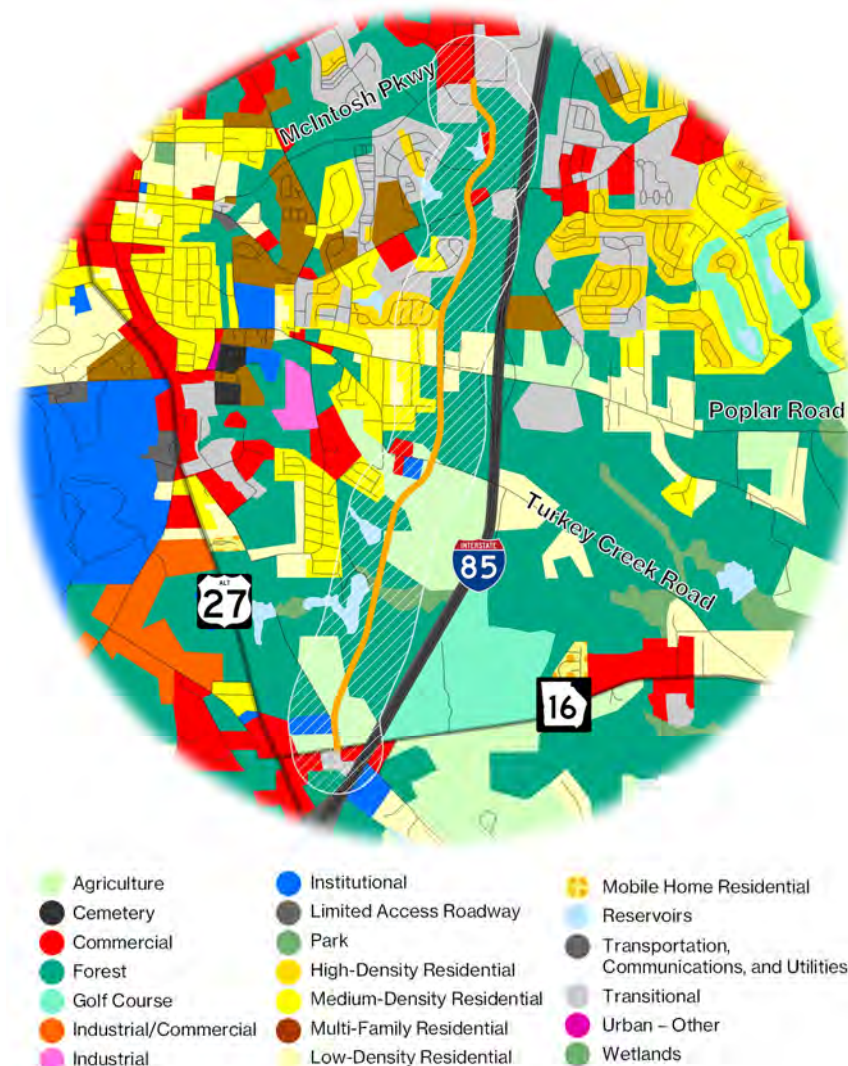 McIntosh Pkwy
Poplar Road
Turkey Creek Road
INTERSTATE
85
ALT
27
16
Agriculture
Cemetery
Commercial
Forest
Golf Course
Industrial/Commercial
Industrial
Institutional
Limited Access Roadway
Park
High-Density Residential
Medium-Density Residential
Multi-Family Residential
Low-Density Residential
Mobile Home Residential
Reservoirs
Transportation,
Communications, and Utilities
Transitional
Urban – Other
Wetlands